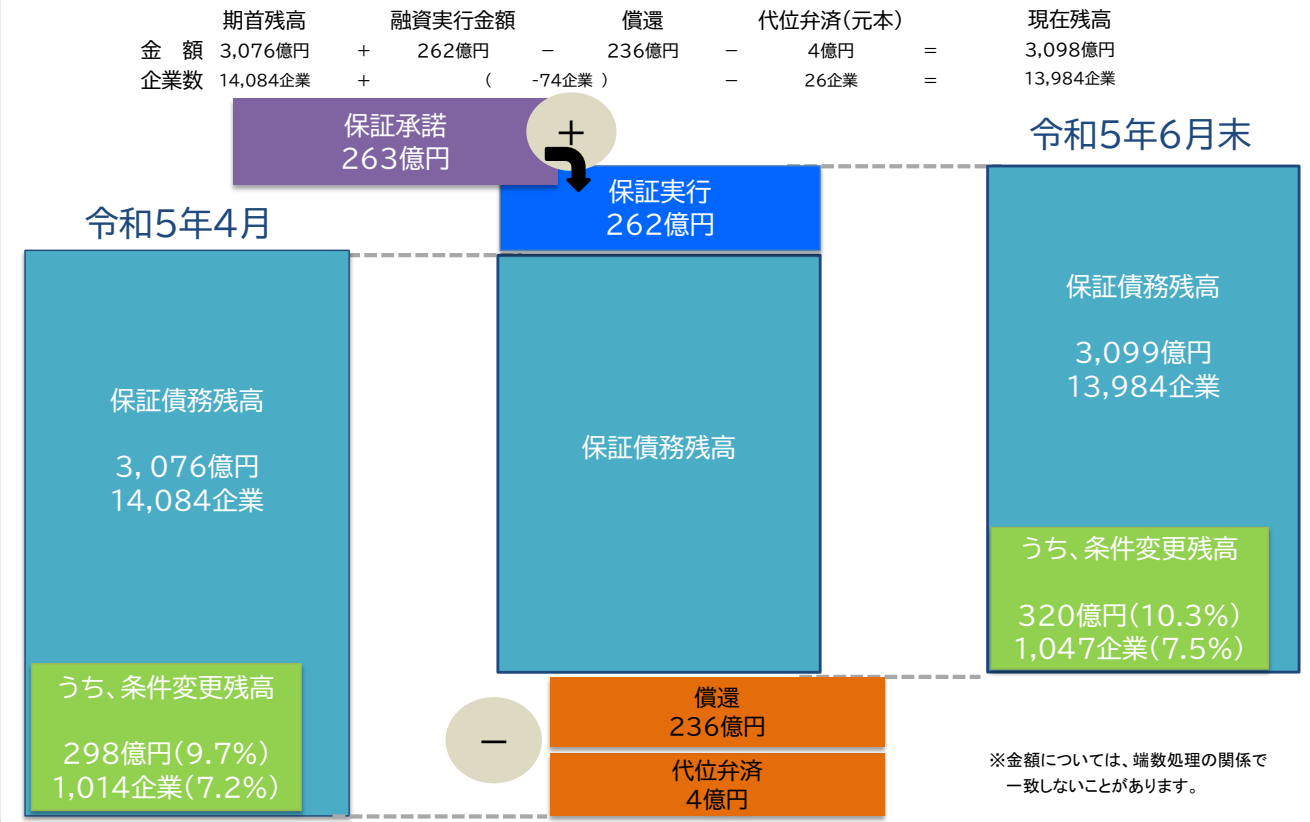 期首残高 融資実行金額 償還 代位弁済(元本) 現在残高
金 額 3,076億円 + 262億円 − 236億円 − 4億円 = 3,098億円
企業数 14,084企業 + ( -74企業 ) − 26企業 = 13,984企業
保証承諾
263億円
+
令和5年6月末
保証実行
262億円
令和5年4月
保証債務残高
3,076億円
14,084企業
うち、条件変更残高
298億円(9.7%)
1,014企業(7.2%)
保証債務残高
−
償還
236億円
代位弁済
4億円
保証債務残高
3,099億円
13,984企業
うち、条件変更残高
320億円(10.3%)
1,047企業(7.5%)
※金額については、端数処理の関係で
一致しないことがあります。